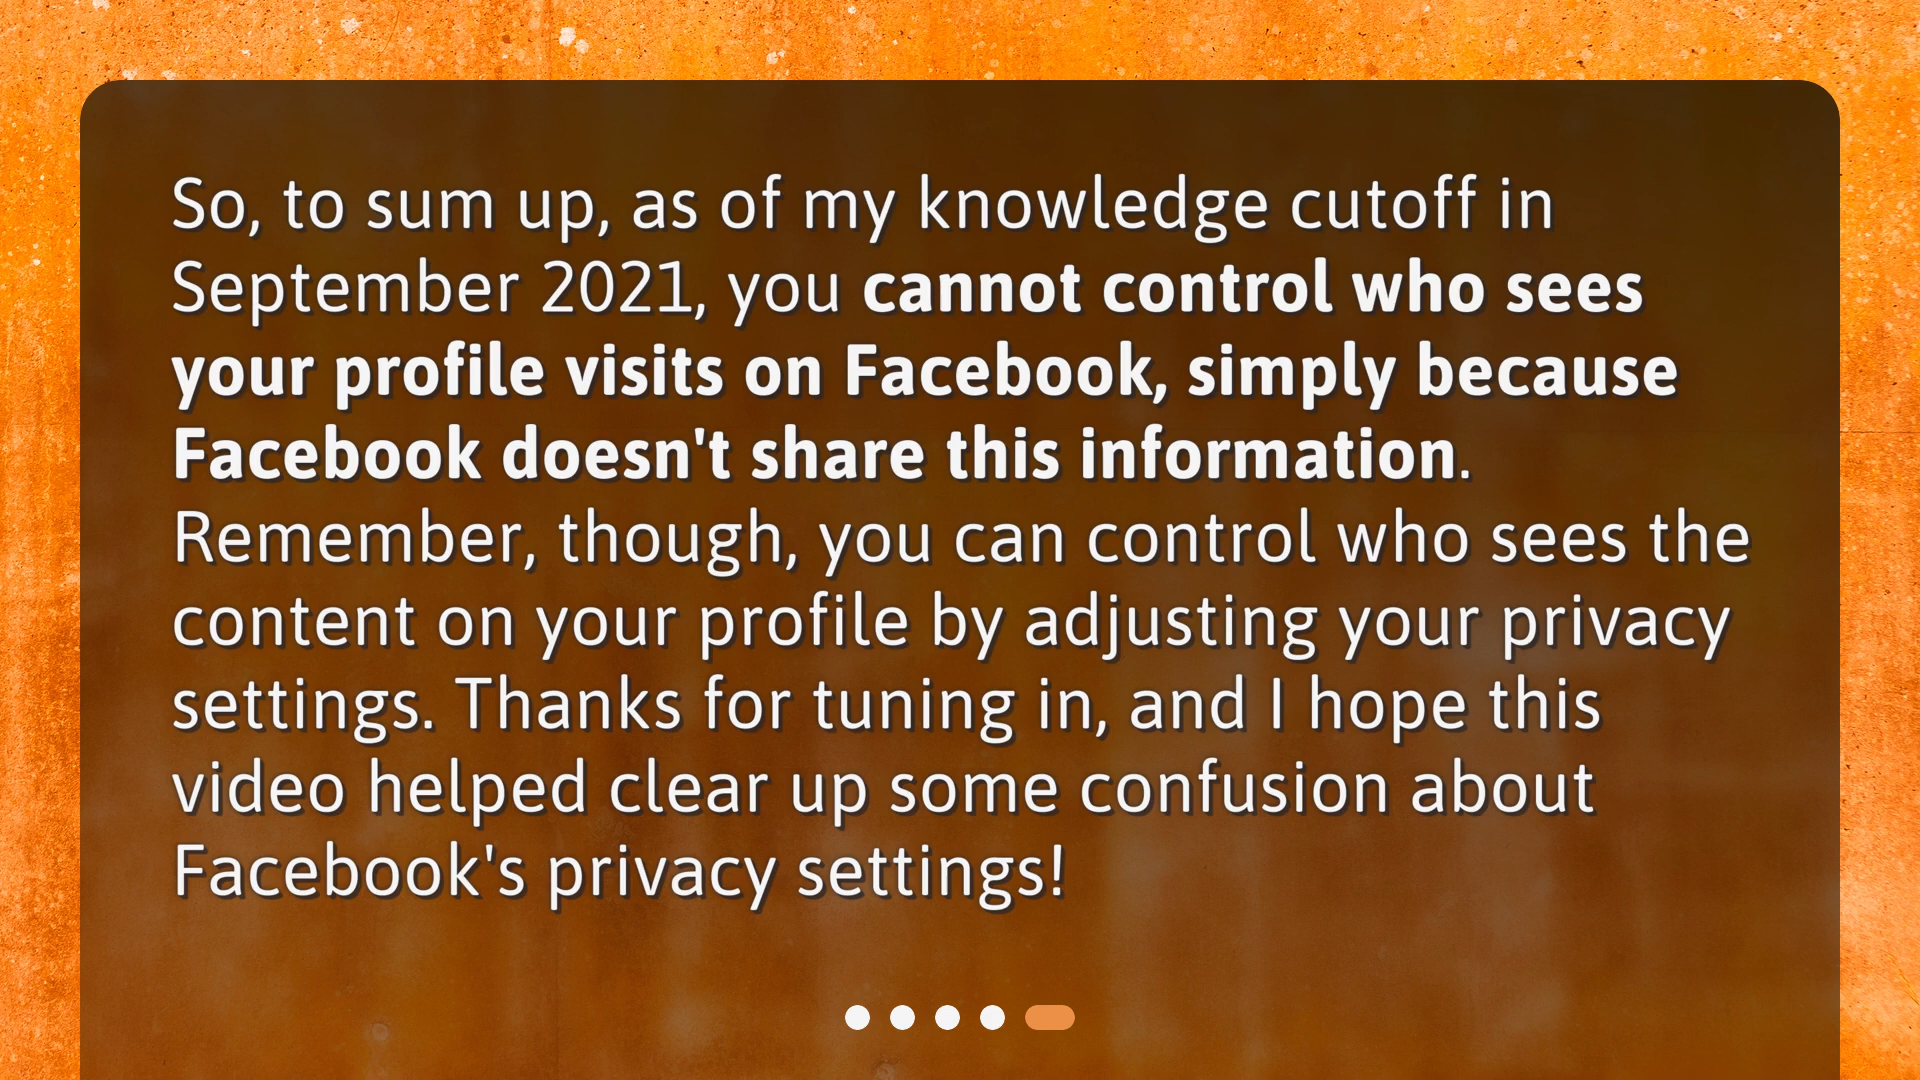 So, to sum up, as of my knowledge cutoff in
September 2021, you cannot control who sees
your profile visits on Facebook, simply because
Facebook doesn't share this information.
Remember, though, you can control who sees the
content on your profile by adjusting your privacy
settings. Thanks for tuning in, and I hope this
video helped clear up some confusion about
Facebook's privacy settings!